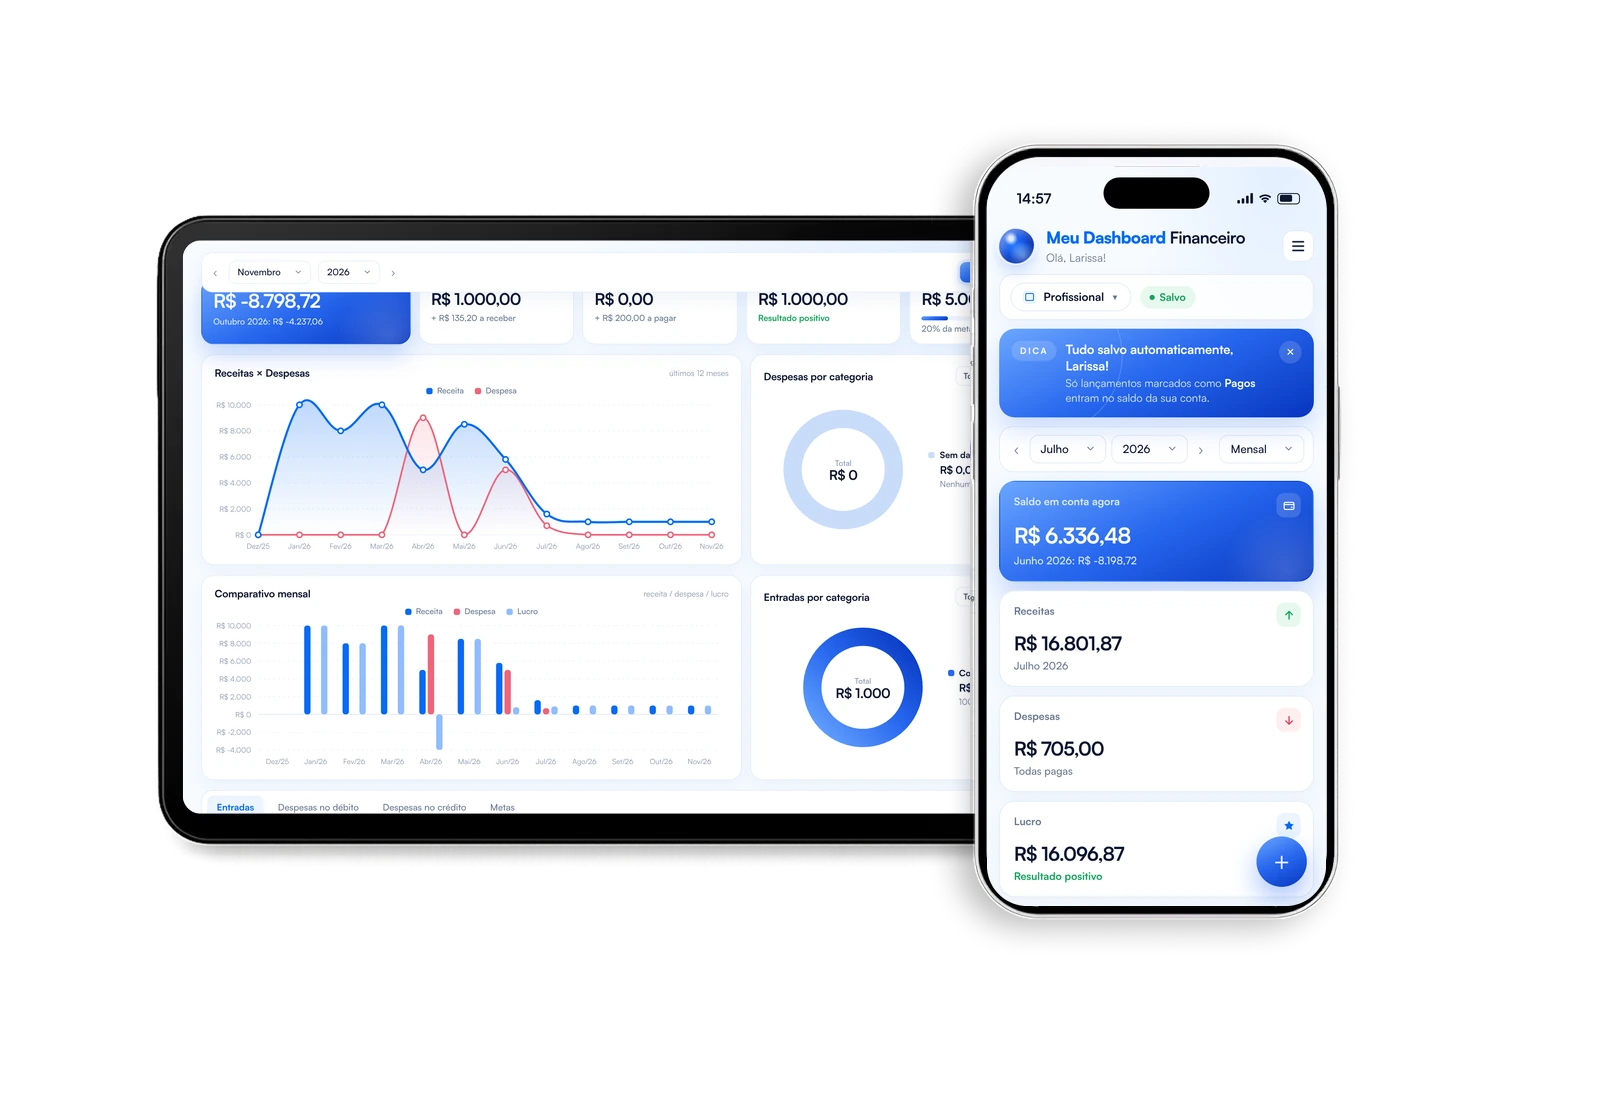 Novembro
2026
R$ -8.798,72
Outubro 2026: R$ -4.237,06
R$ 1.000,00
+ R$ 135,20 a receber
R$ 0,00
+ R$ 200,00 a pagar
R$ 1.000,00
Resultado positivo
R$ 5.0
20% da meta
Receitas × Despesas
últimos 12 meses
Receita
Despesa
R$ 10.000
R$ 8.000
R$ 6.000
R$ 4.000
R$ 2.000
R$ 0
Dez/25 Jan/26 Fev/26 Mar/26 Abr/26 Mai/26 Jun/26 Jul/26 Ago/26 Set/26 Out/26 Nov/26
Despesas por categoria
Total
R$ 0
Sem da
R$ 0,0
Nenhum
Comparativo mensal
receita / despesa / lucro
Receita
Despesa
Lucro
R$ 10.000
R$ 8.000
R$ 6.000
R$ 4.000
R$ 2.000
R$ 0
R$ -2.000
R$ -4.000
Dez/25 Jan/26 Fev/26 Mar/26 Abr/26 Mai/26 Jun/26 Jul/26 Ago/26 Set/26 Out/26 Nov/26
Entradas por categoria
Total
R$ 1.000
Co
R$
100
Entradas
Despesas no débito
Despesas no crédito
Metas
14:57
Meu Dashboard Financeiro
Olá, Larissa!
Profissional
Salvo
DICA
Tudo salvo automaticamente,
Larissa!
Só lançamentos marcados como Pagos
entram no saldo da sua conta.
Julho
2026
Mensal
Saldo em conta agora
R$ 6.336,48
Junho 2026: R$ -8.198,72
Receitas
R$ 16.801,87
Julho 2026
Despesas
R$ 705,00
Todas pagas
Lucro
R$ 16.096,87
Resultado positivo